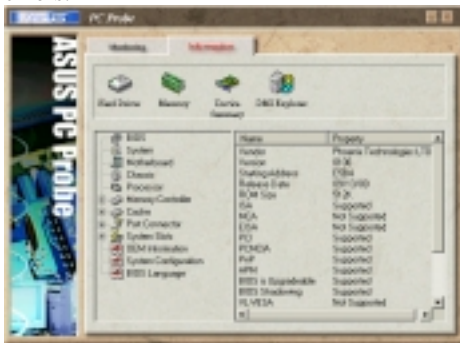 PC Probe
ASUS PC Probe
Monitoring
Information
Hard Drives
Memory
Device
Summary
DMI Explorer
BIOS
System
Motherboard
Chassis
Processor
Memory Controller
Cache
Port Connector
System Slots
OEM Information
System Configuration
BIOS Language
Name Property
Vendor Phoenix Technologies LTD
Version
Starting Address
Release Date
ROM Size
ISA Supported
MCA Not Supported
EISA Not Supported
PCI Supported
PCMCIA Supported
PnP Supported
APM Supported
BIOS is Upgradeable Supported
BIOS Shadowing Supported
VL-VESA Not Supported